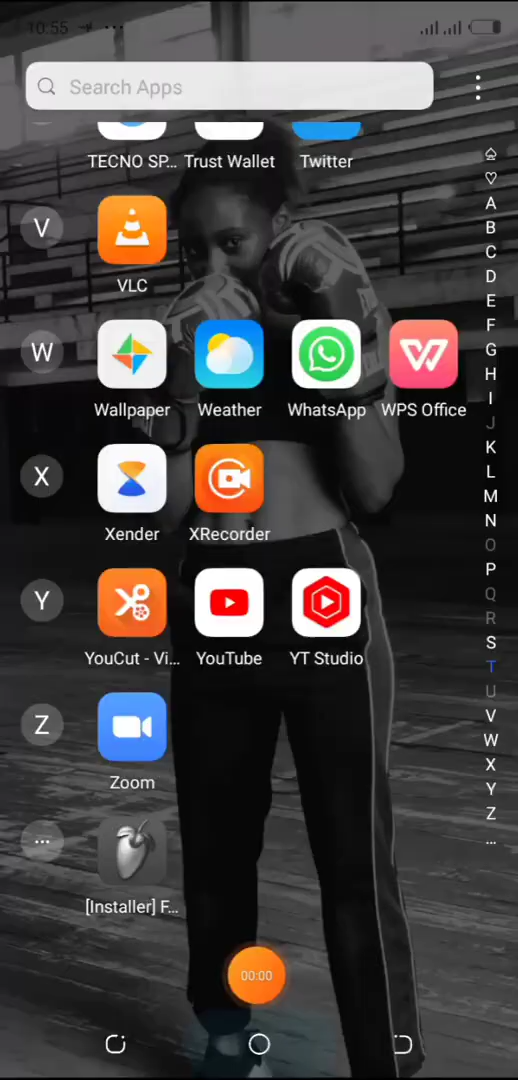 10:55
Search Apps
TECNO SP... Trust Wallet Twitter
V
VLC
W
Wallpaper Weather WhatsApp WPS Office
X
Xender XRecorder
Y
YouCut - Vi... YouTube YT Studio
Z
Zoom
...
[Installer] F...
00:00
A
B
C
D
E
F
G
H
I
J
K
L
M
N
O
P
Q
R
S
T
U
V
W
X
Y
Z
...